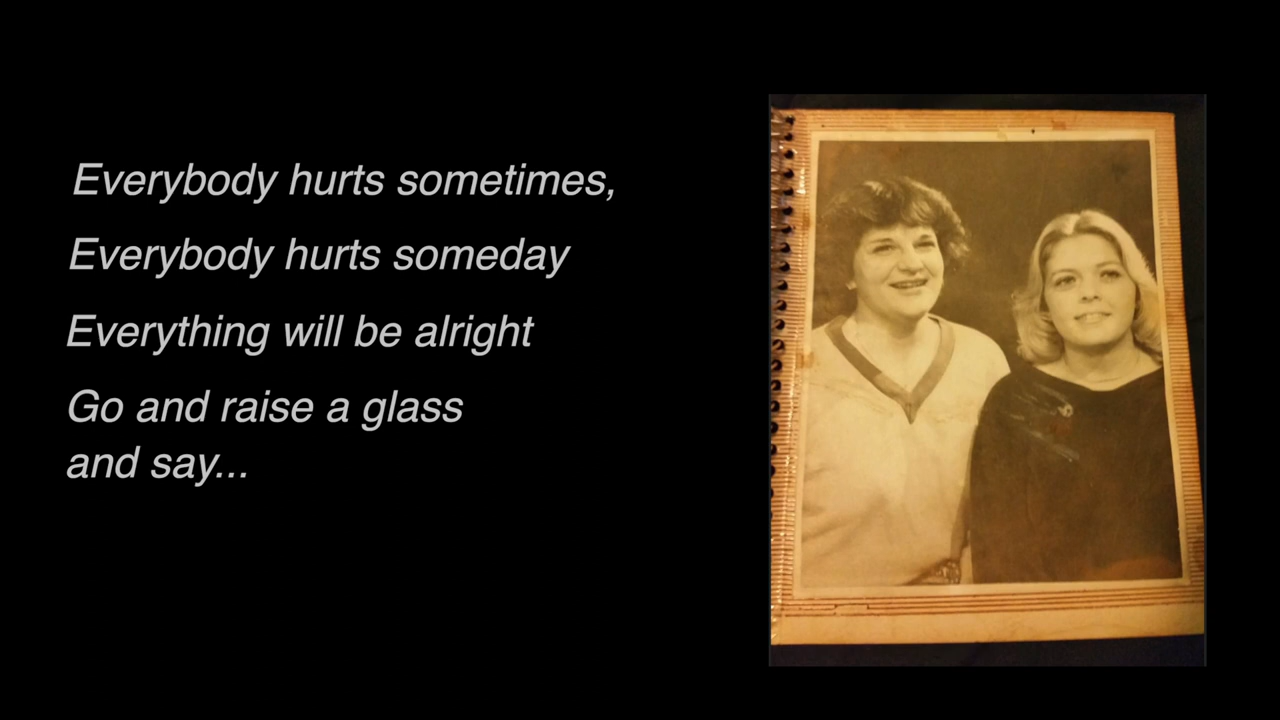 Everybody hurts sometimes,
Everybody hurts someday
Everything will be alright
Go and raise a glass
and say...